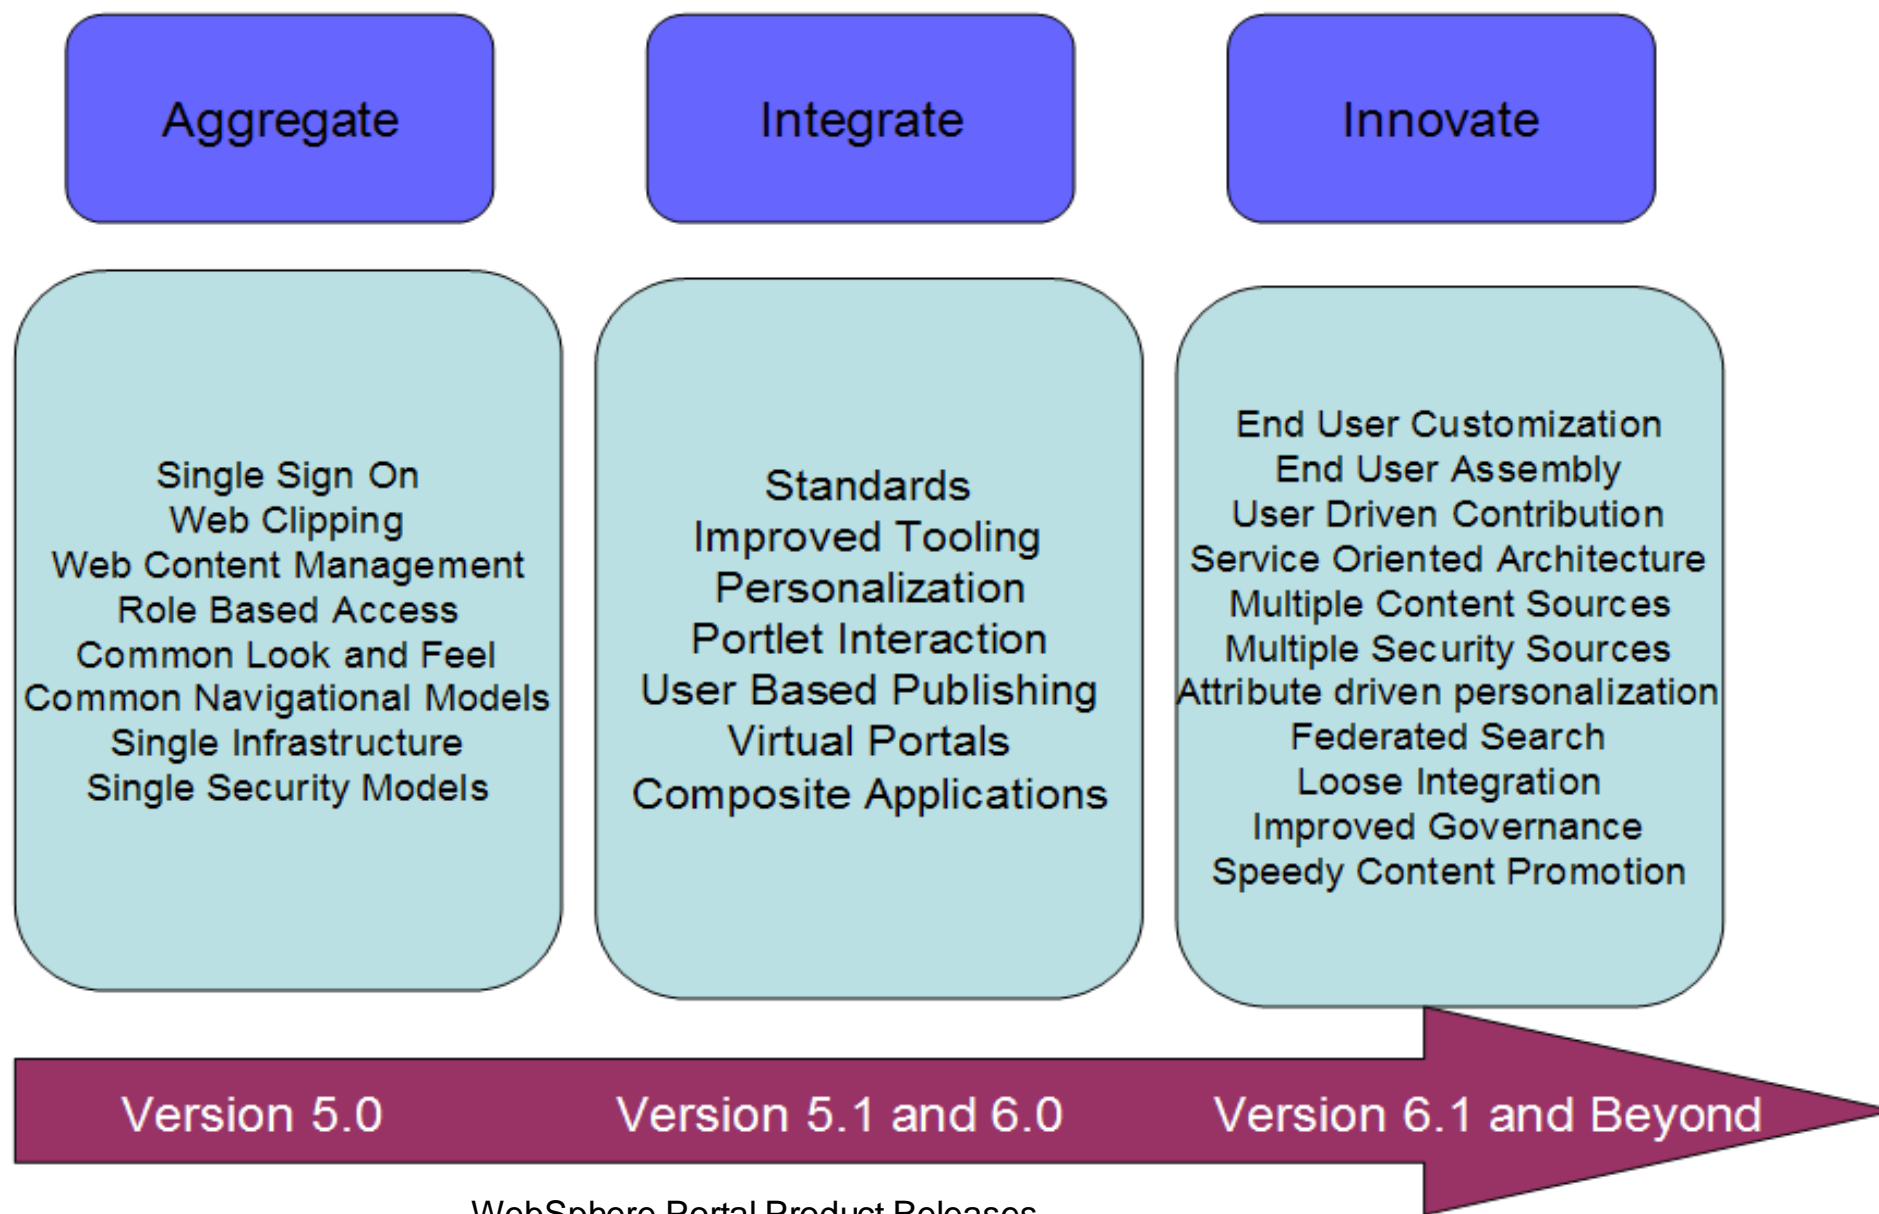 Aggregate
Integrate
Innovate
Single Sign On
Web Clipping
Web Content Management
Role Based Access
Common Look and Feel
Common Navigational Models
Single Infrastructure
Single Security Models
Standards
Improved Tooling
Personalization
Portlet Interaction
User Based Publishing
Virtual Portals
Composite Applications
End User Customization
End User Assembly
User Driven Contribution
Service Oriented Architecture
Multiple Content Sources
Multiple Security Sources
Attribute driven personalization
Federated Search
Loose Integration
Improved Governance
Speedy Content Promotion
Version 5.0
Version 5.1 and 6.0
Version 6.1 and Beyond
WebSphere Portal Product Releases